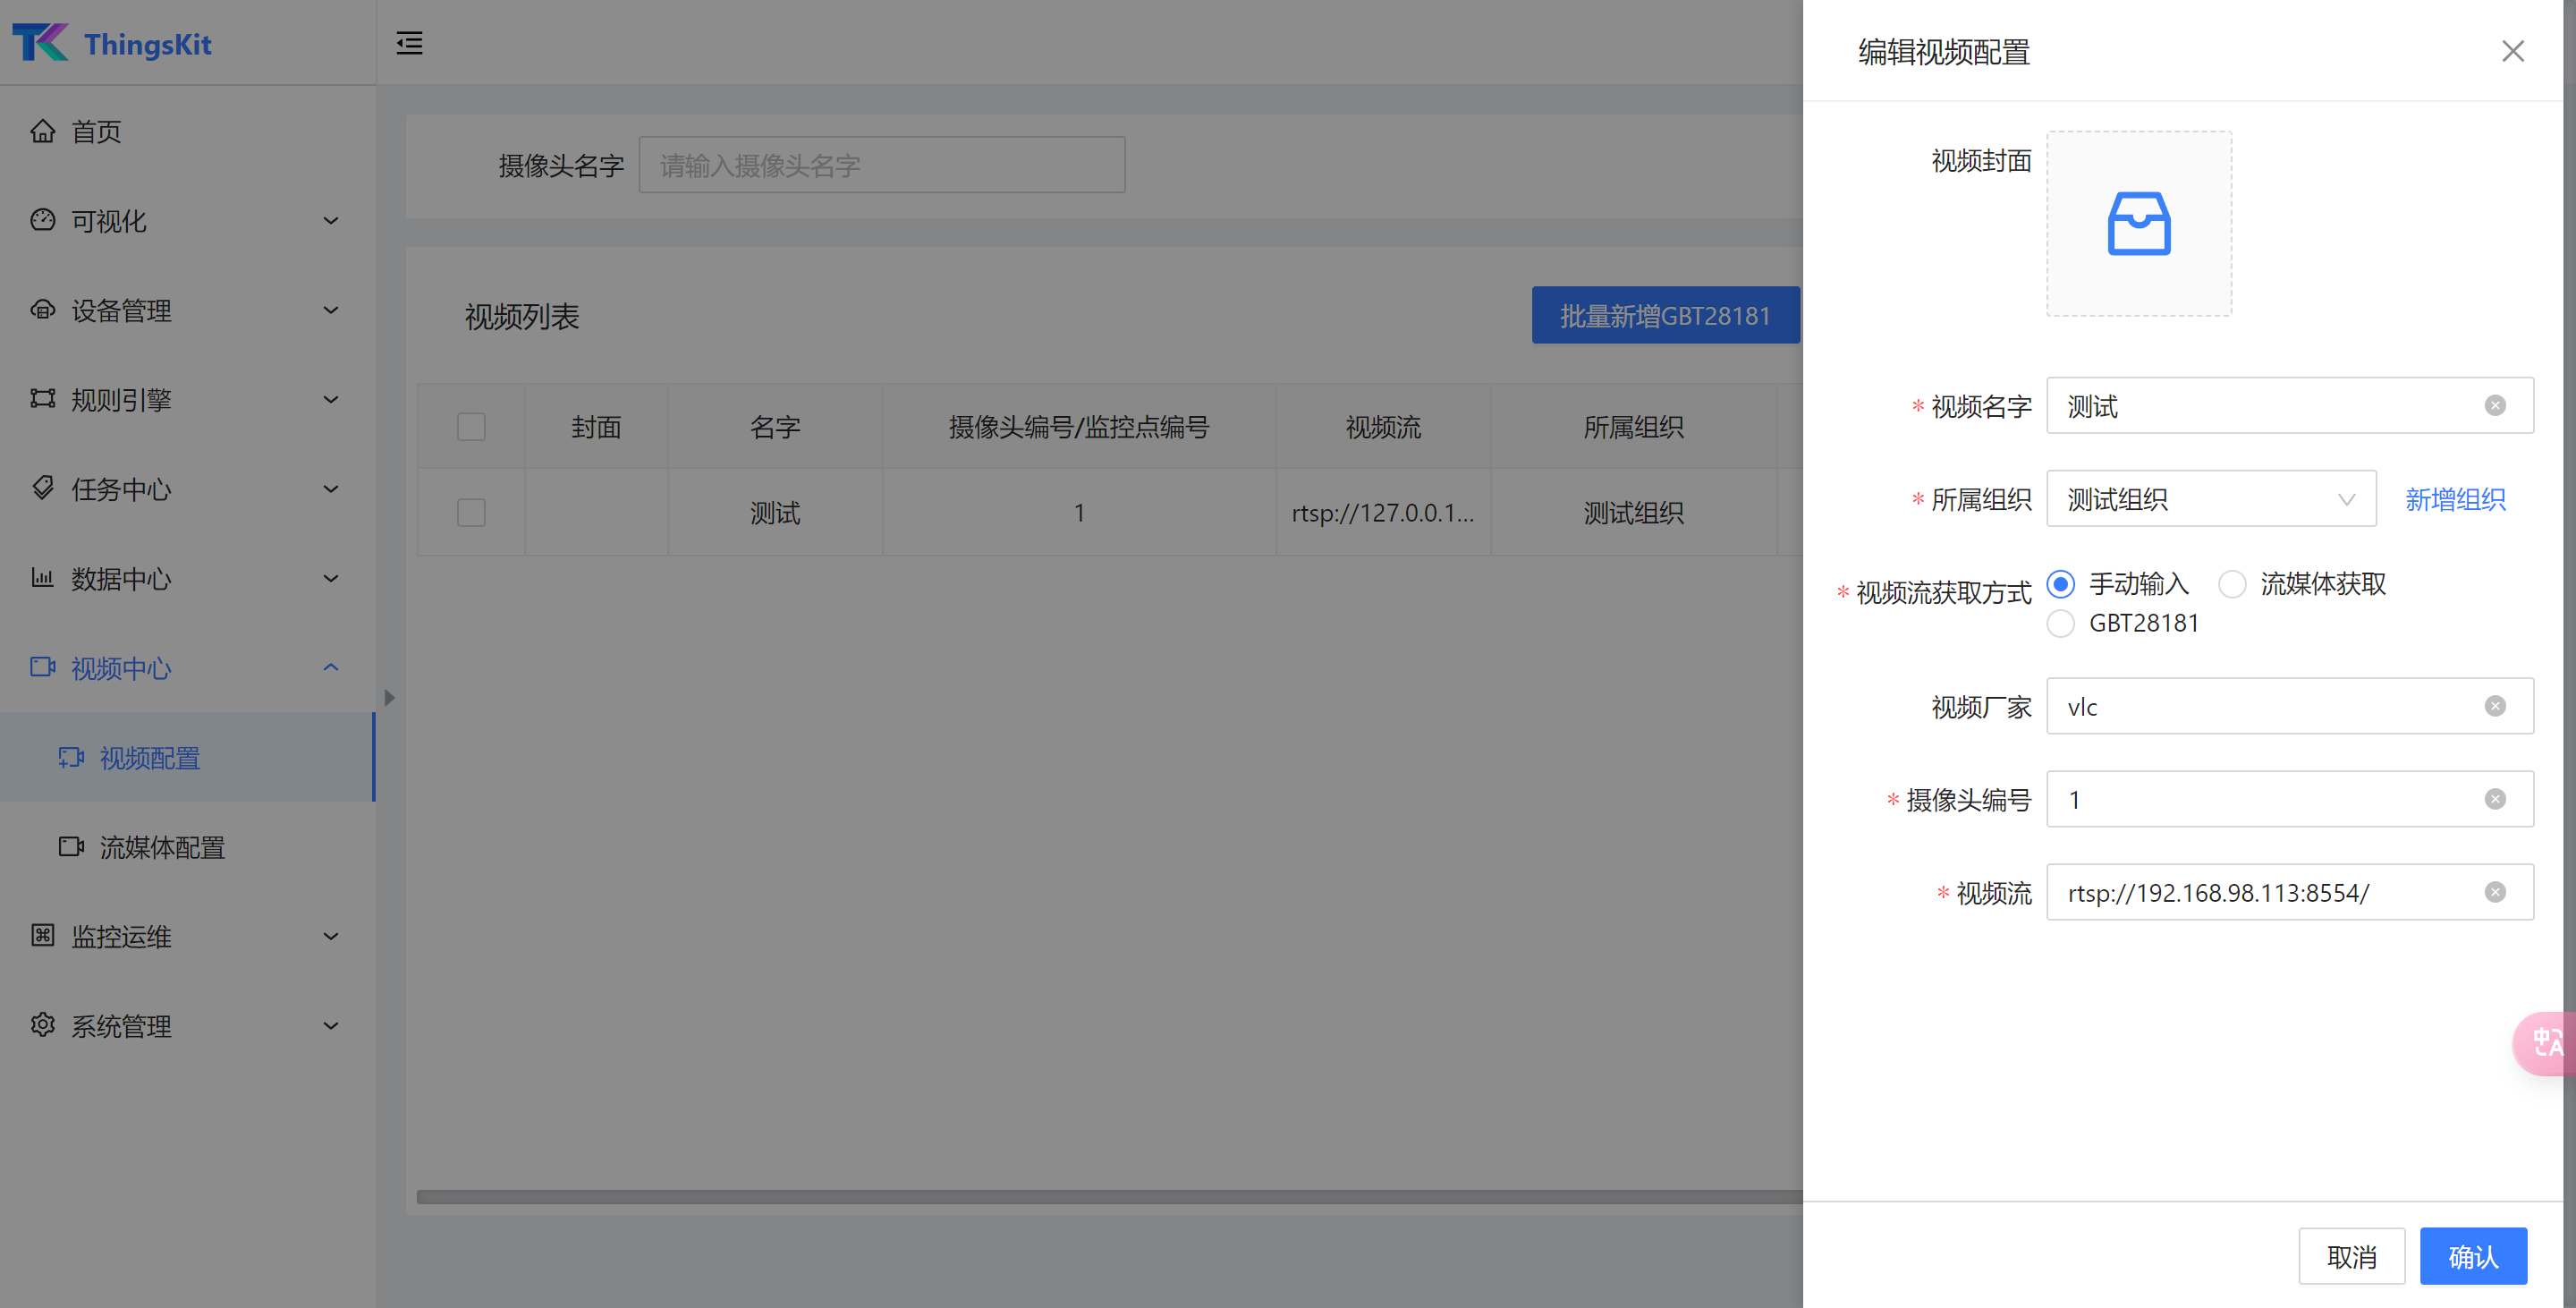 ThingsKit
首页
可视化
设备管理
规则引擎
任务中心
数据中心
视频中心
视频配置
流媒体配置
监控运维
系统管理
摄像头名字 请输入摄像头名字
视频列表 批量新增GBT28181
封面 名字 摄像头编号/监控点编号 视频流 所属组织
测试 1 rtsp://127.0.0.1... 测试组织
编辑视频配置
视频封面
* 视频名字 测试
* 所属组织 测试组织 新增组织
* 视频流获取方式 手动输入 流媒体获取
GBT28181
视频厂家 vlc
* 摄像头编号 1
* 视频流 rtsp://192.168.98.113:8554/
中A
取消 确认